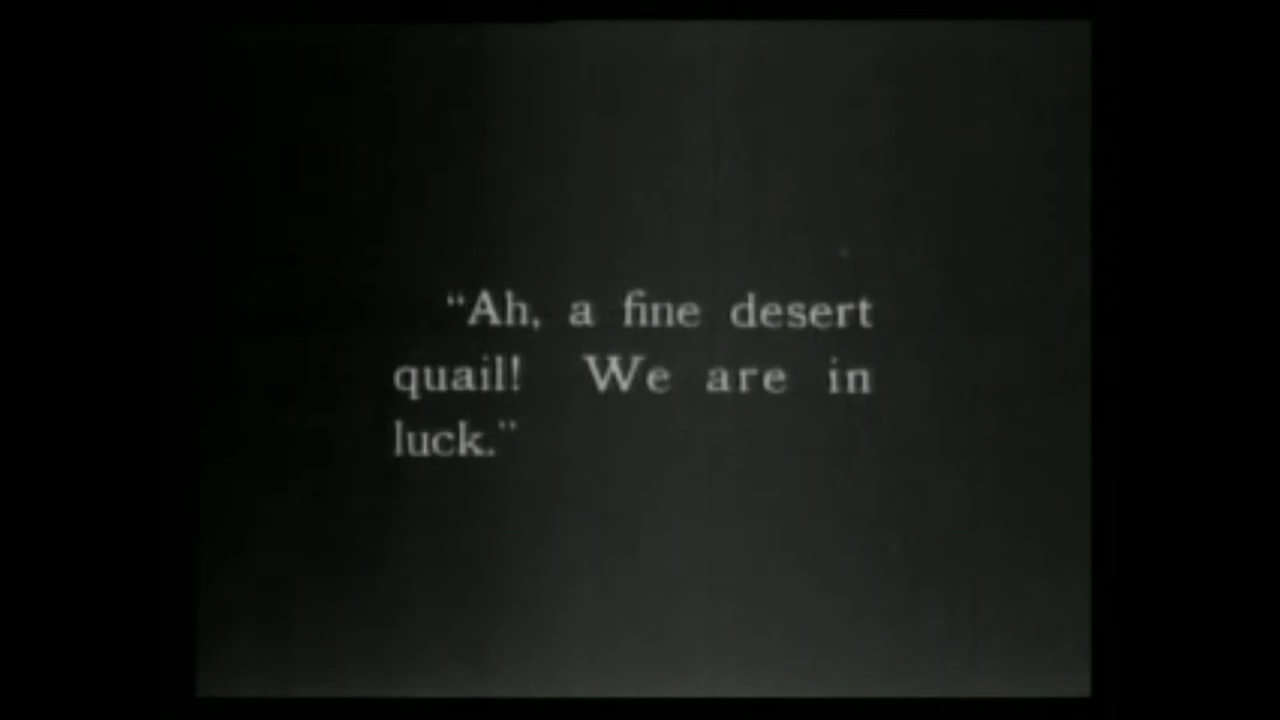 “Ah, a fine desert
quail! We are in
luck.”